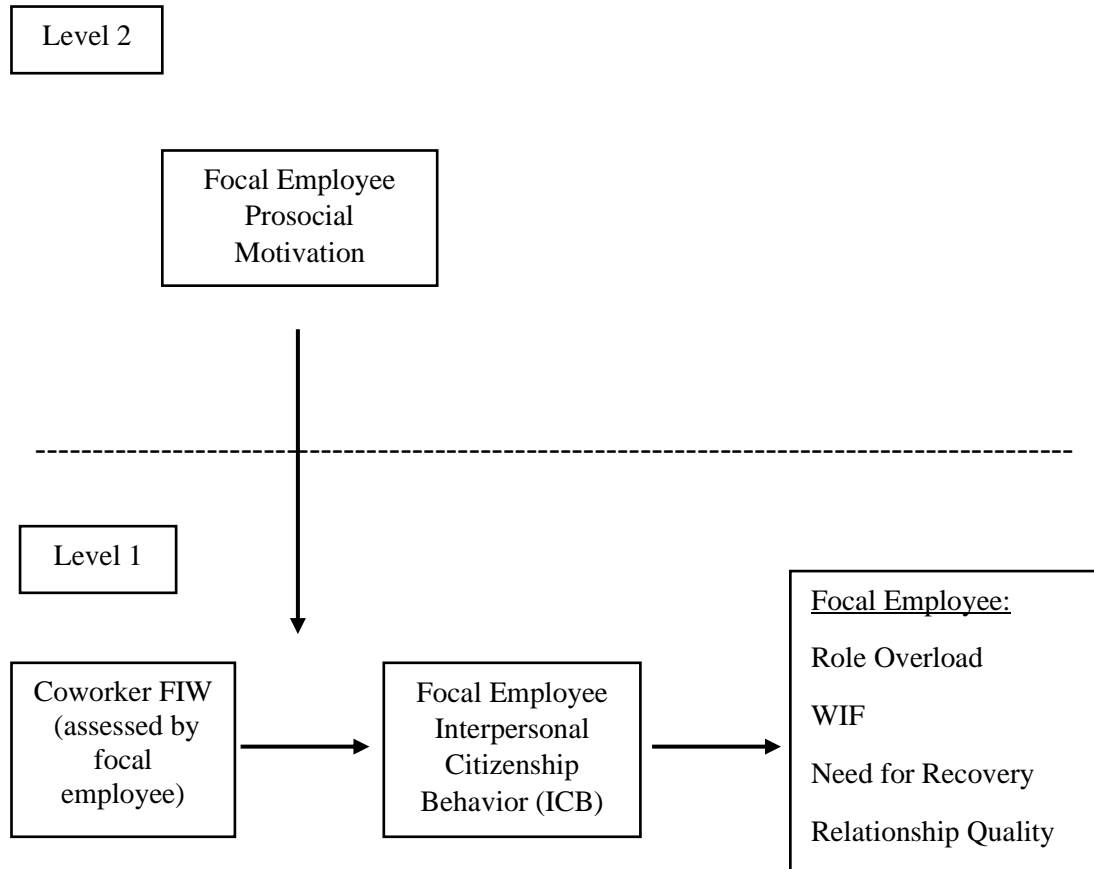 Level 2
Focal Employee
Prosocial
Motivation
Level 1
Coworker FIW
(assessed by
focal
employee)
Focal Employee
Interpersonal
Citizenship
Behavior (ICB)
Focal Employee:
Role Overload
WIF
Need for Recovery
Relationship Quality